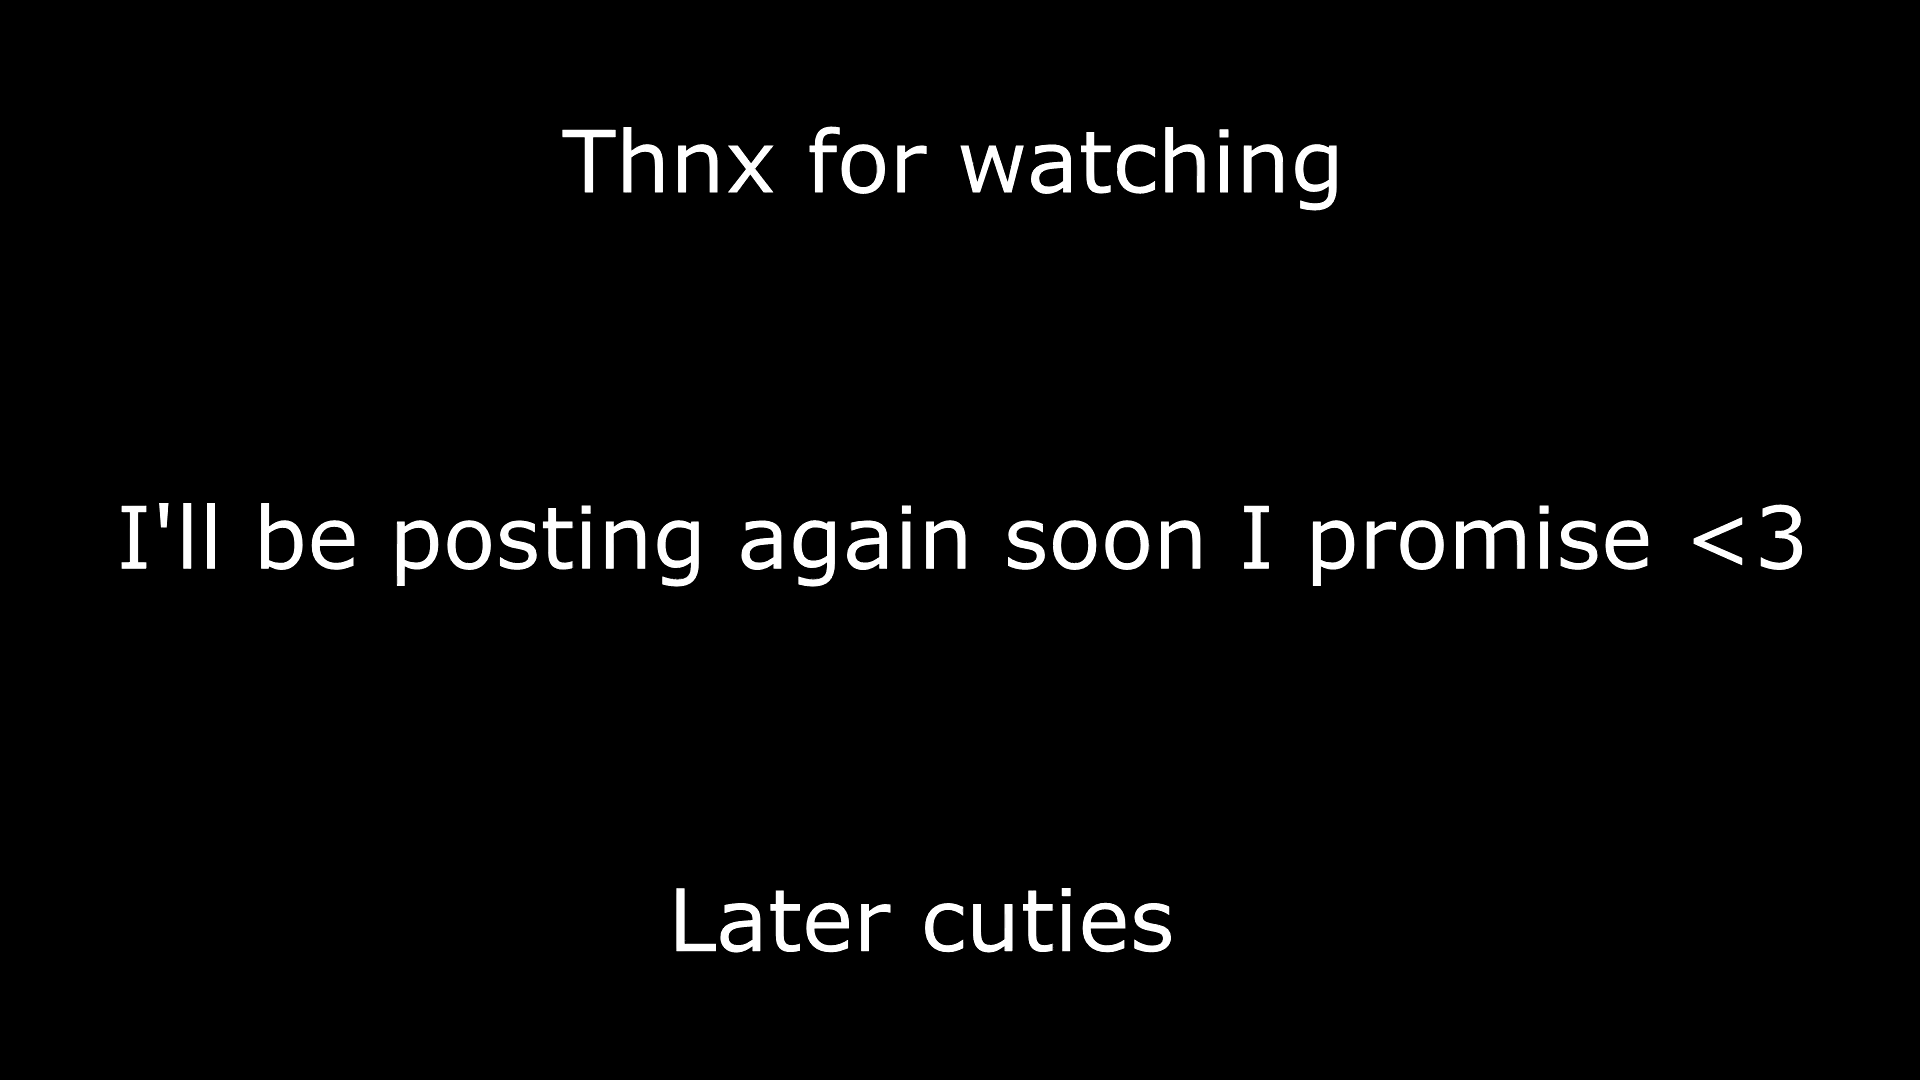 Thnx for watching
I'll be posting again soon I promise <3
Later cuties